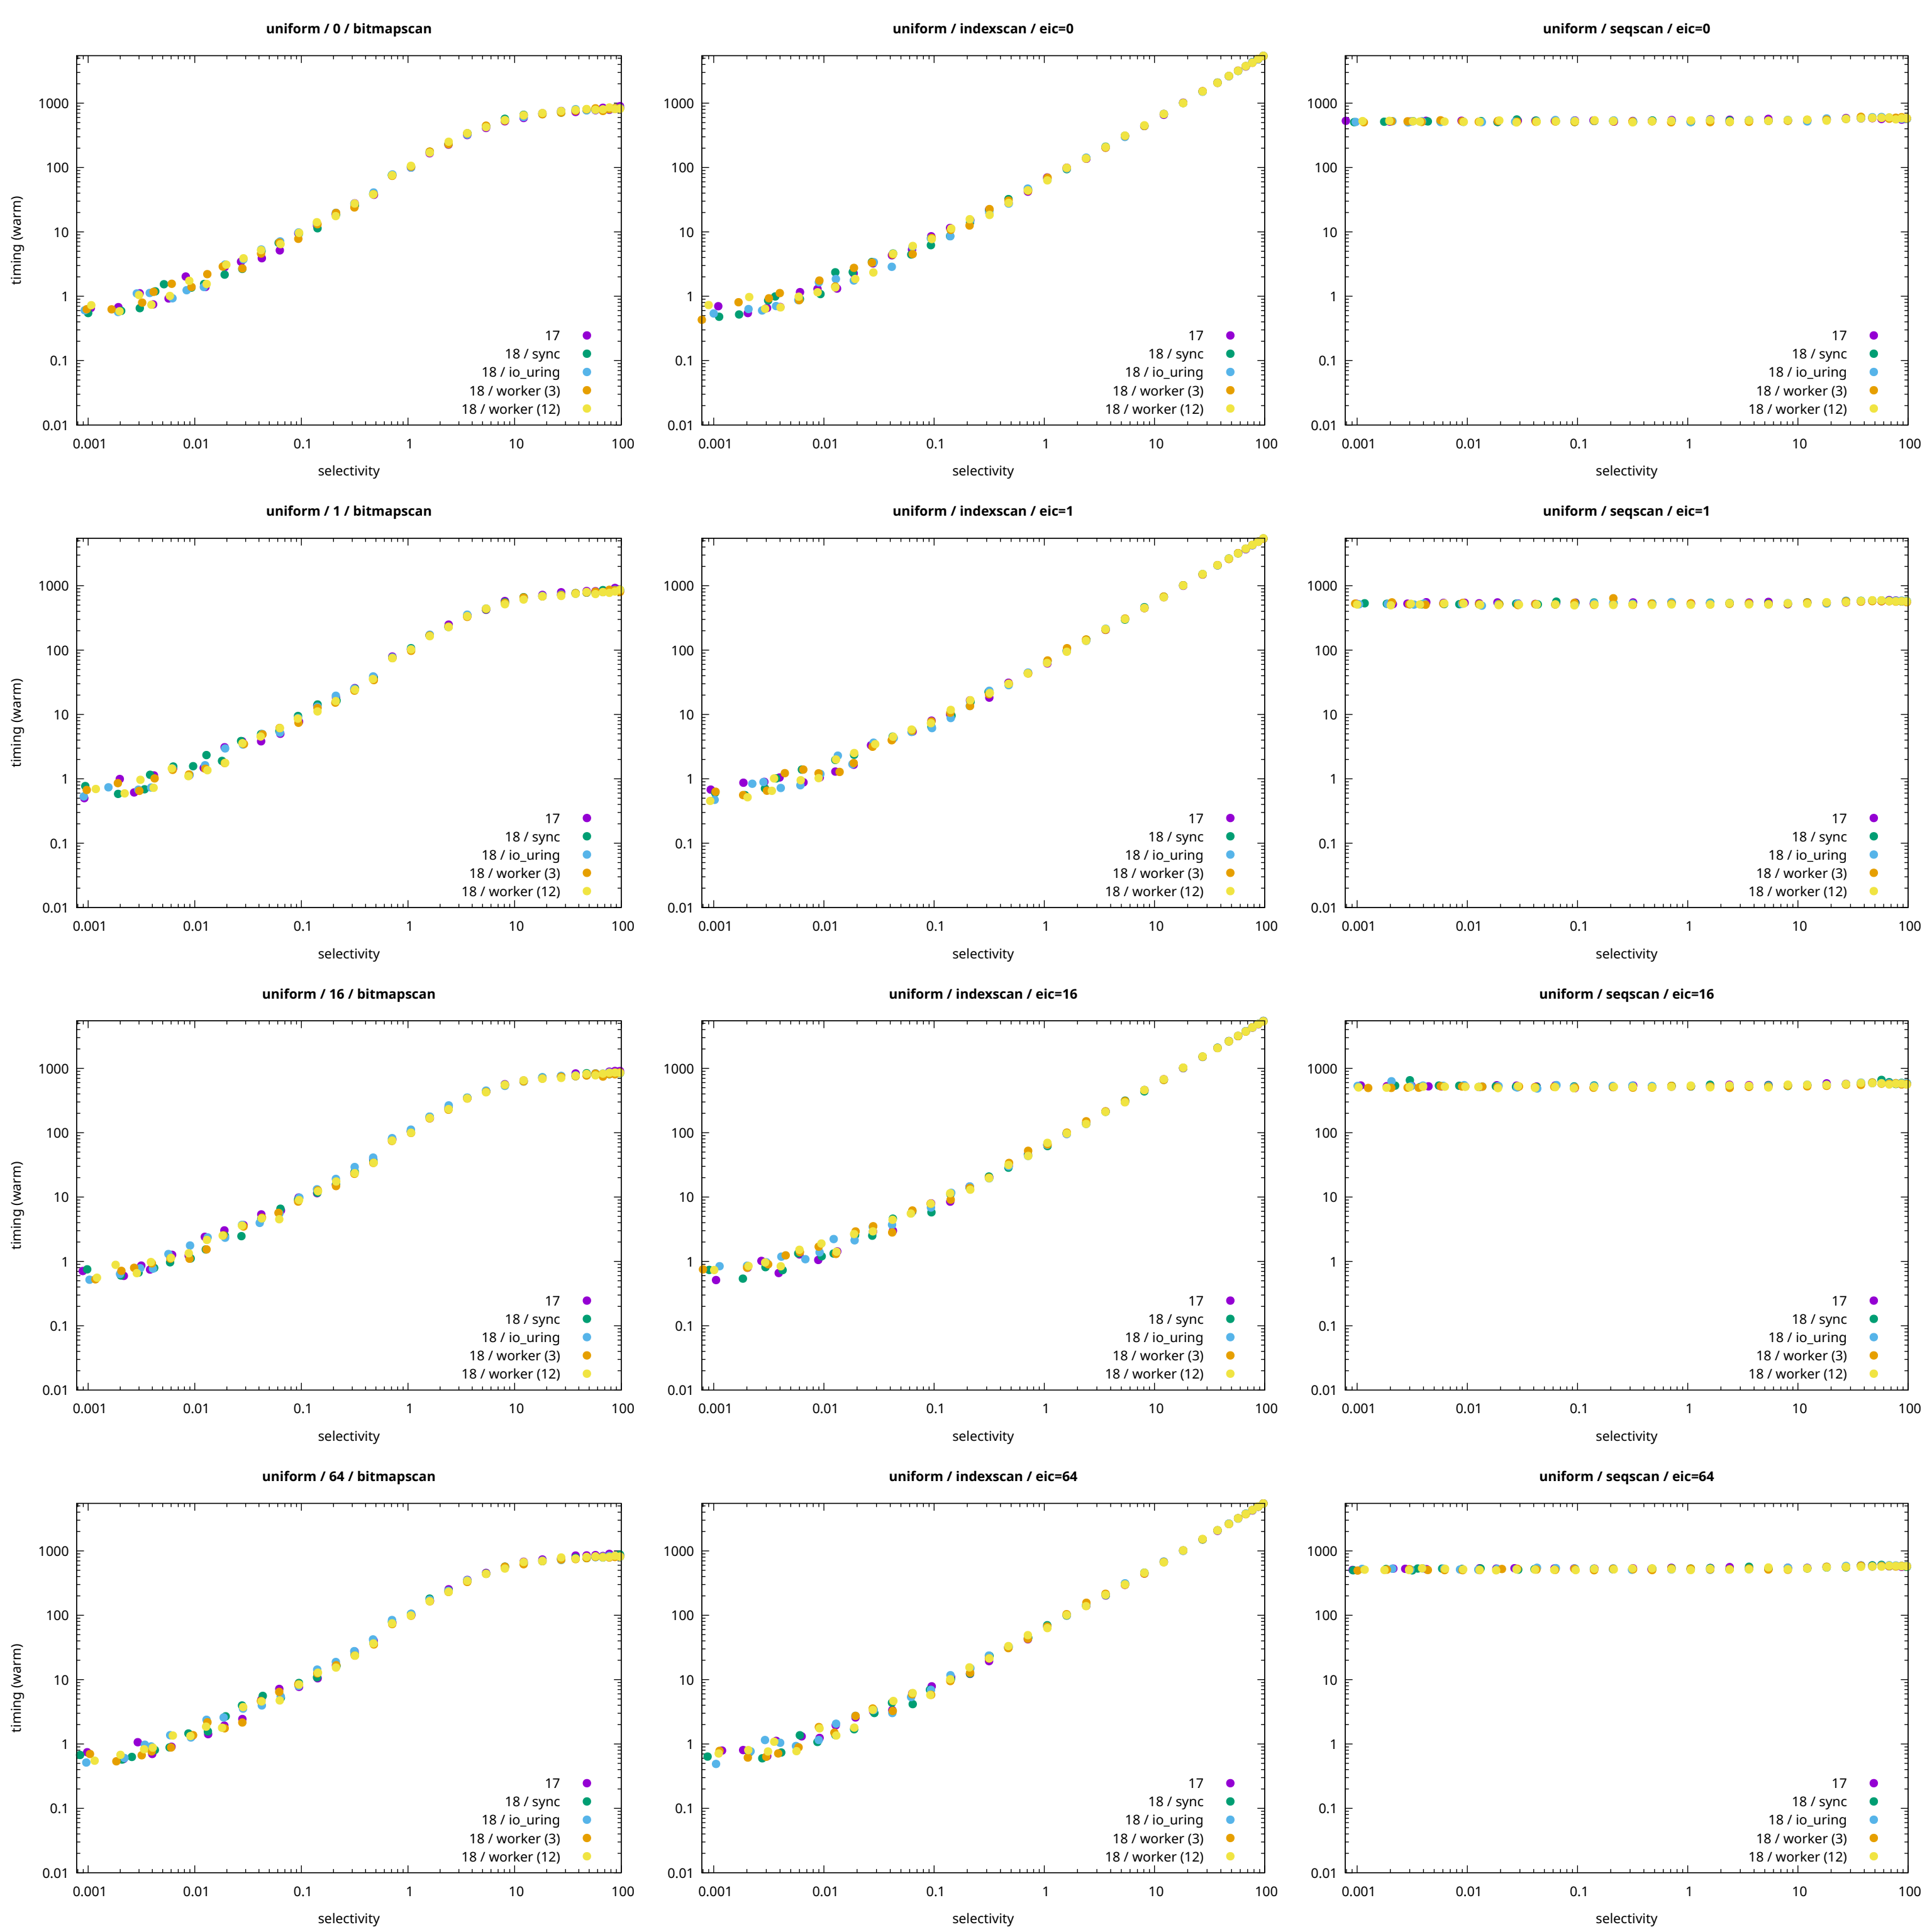 uniform / 0 / bitmapscan
1000
100
10
1
0.1
0.01
timing (warm)
17
18 / sync
18 / io_uring
18 / worker (3)
18 / worker (12)
0.001 0.01 0.1 1 10 100
selectivity
uniform / indexscan / eic=0
1000
100
10
1
0.1
0.01
17
18 / sync
18 / io_uring
18 / worker (3)
18 / worker (12)
0.001 0.01 0.1 1 10 100
selectivity
uniform / seqscan / eic=0
1000
100
10
1
0.1
0.01
17
18 / sync
18 / io_uring
18 / worker (3)
18 / worker (12)
0.001 0.01 0.1 1 10 100
selectivity
uniform / 1 / bitmapscan
1000
100
10
1
0.1
0.01
timing (warm)
17
18 / sync
18 / io_uring
18 / worker (3)
18 / worker (12)
0.001 0.01 0.1 1 10 100
selectivity
uniform / indexscan / eic=1
1000
100
10
1
0.1
0.01
17
18 / sync
18 / io_uring
18 / worker (3)
18 / worker (12)
0.001 0.01 0.1 1 10 100
selectivity
uniform / seqscan / eic=1
1000
100
10
1
0.1
0.01
17
18 / sync
18 / io_uring
18 / worker (3)
18 / worker (12)
0.001 0.01 0.1 1 10 100
selectivity
uniform / 16 / bitmapscan
1000
100
10
1
0.1
0.01
timing (warm)
17
18 / sync
18 / io_uring
18 / worker (3)
18 / worker (12)
0.001 0.01 0.1 1 10 100
selectivity
uniform / indexscan / eic=16
1000
100
10
1
0.1
0.01
17
18 / sync
18 / io_uring
18 / worker (3)
18 / worker (12)
0.001 0.01 0.1 1 10 100
selectivity
uniform / seqscan / eic=16
1000
100
10
1
0.1
0.01
17
18 / sync
18 / io_uring
18 / worker (3)
18 / worker (12)
0.001 0.01 0.1 1 10 100
selectivity
uniform / 64 / bitmapscan
1000
100
10
1
0.1
0.01
timing (warm)
17
18 / sync
18 / io_uring
18 / worker (3)
18 / worker (12)
0.001 0.01 0.1 1 10 100
selectivity
uniform / indexscan / eic=64
1000
100
10
1
0.1
0.01
17
18 / sync
18 / io_uring
18 / worker (3)
18 / worker (12)
0.001 0.01 0.1 1 10 100
selectivity
uniform / seqscan / eic=64
1000
100
10
1
0.1
0.01
17
18 / sync
18 / io_uring
18 / worker (3)
18 / worker (12)
0.001 0.01 0.1 1 10 100
selectivity